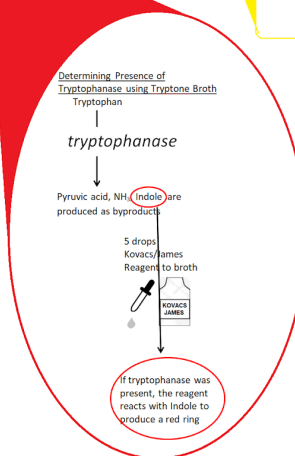 Determining Presence of
Tryptophanase using Tryptone Broth
Tryptophan
tryptophanase
Pyruvic acid, NH3, Indole are
produced as byproducts
5 drops
Kovacs/James
Reagent to broth
KOVACS
JAMES
If tryptophanase was
present, the reagent
reacts with Indole to
produce a red ring